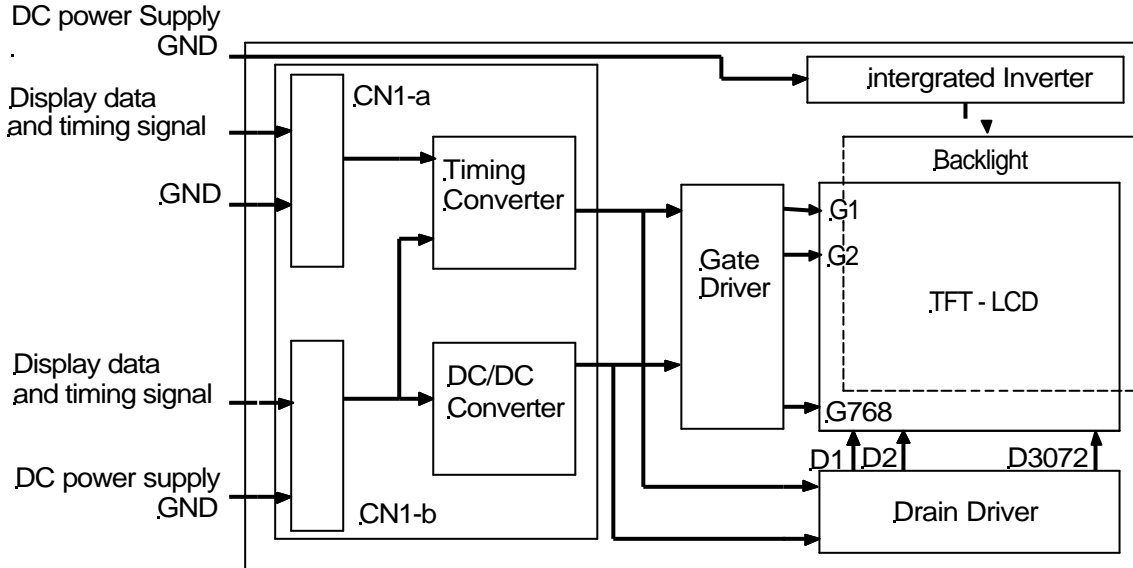 DC power Supply
GND
.
Display data
and timing signal
GND
Display data
and timing signal
DC power supply
GND
CN1-a
Timing
Converter
DC/DC
Converter
CN1-b
Gate
Driver
intergrated Inverter
Backlight
G1
G2
TFT - LCD
G768
D1 D2 D3072
Drain Driver